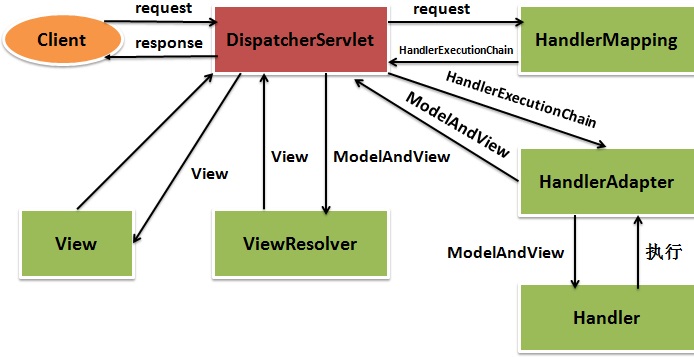 request
request
Client
response
DispatcherServlet
HandlerExecutionChain
HandlerMapping
HandlerExecutionChain
ModelAndView
View
View
ModelAndView
HandlerAdapter
View
ViewResolver
ModelAndView
执行
Handler